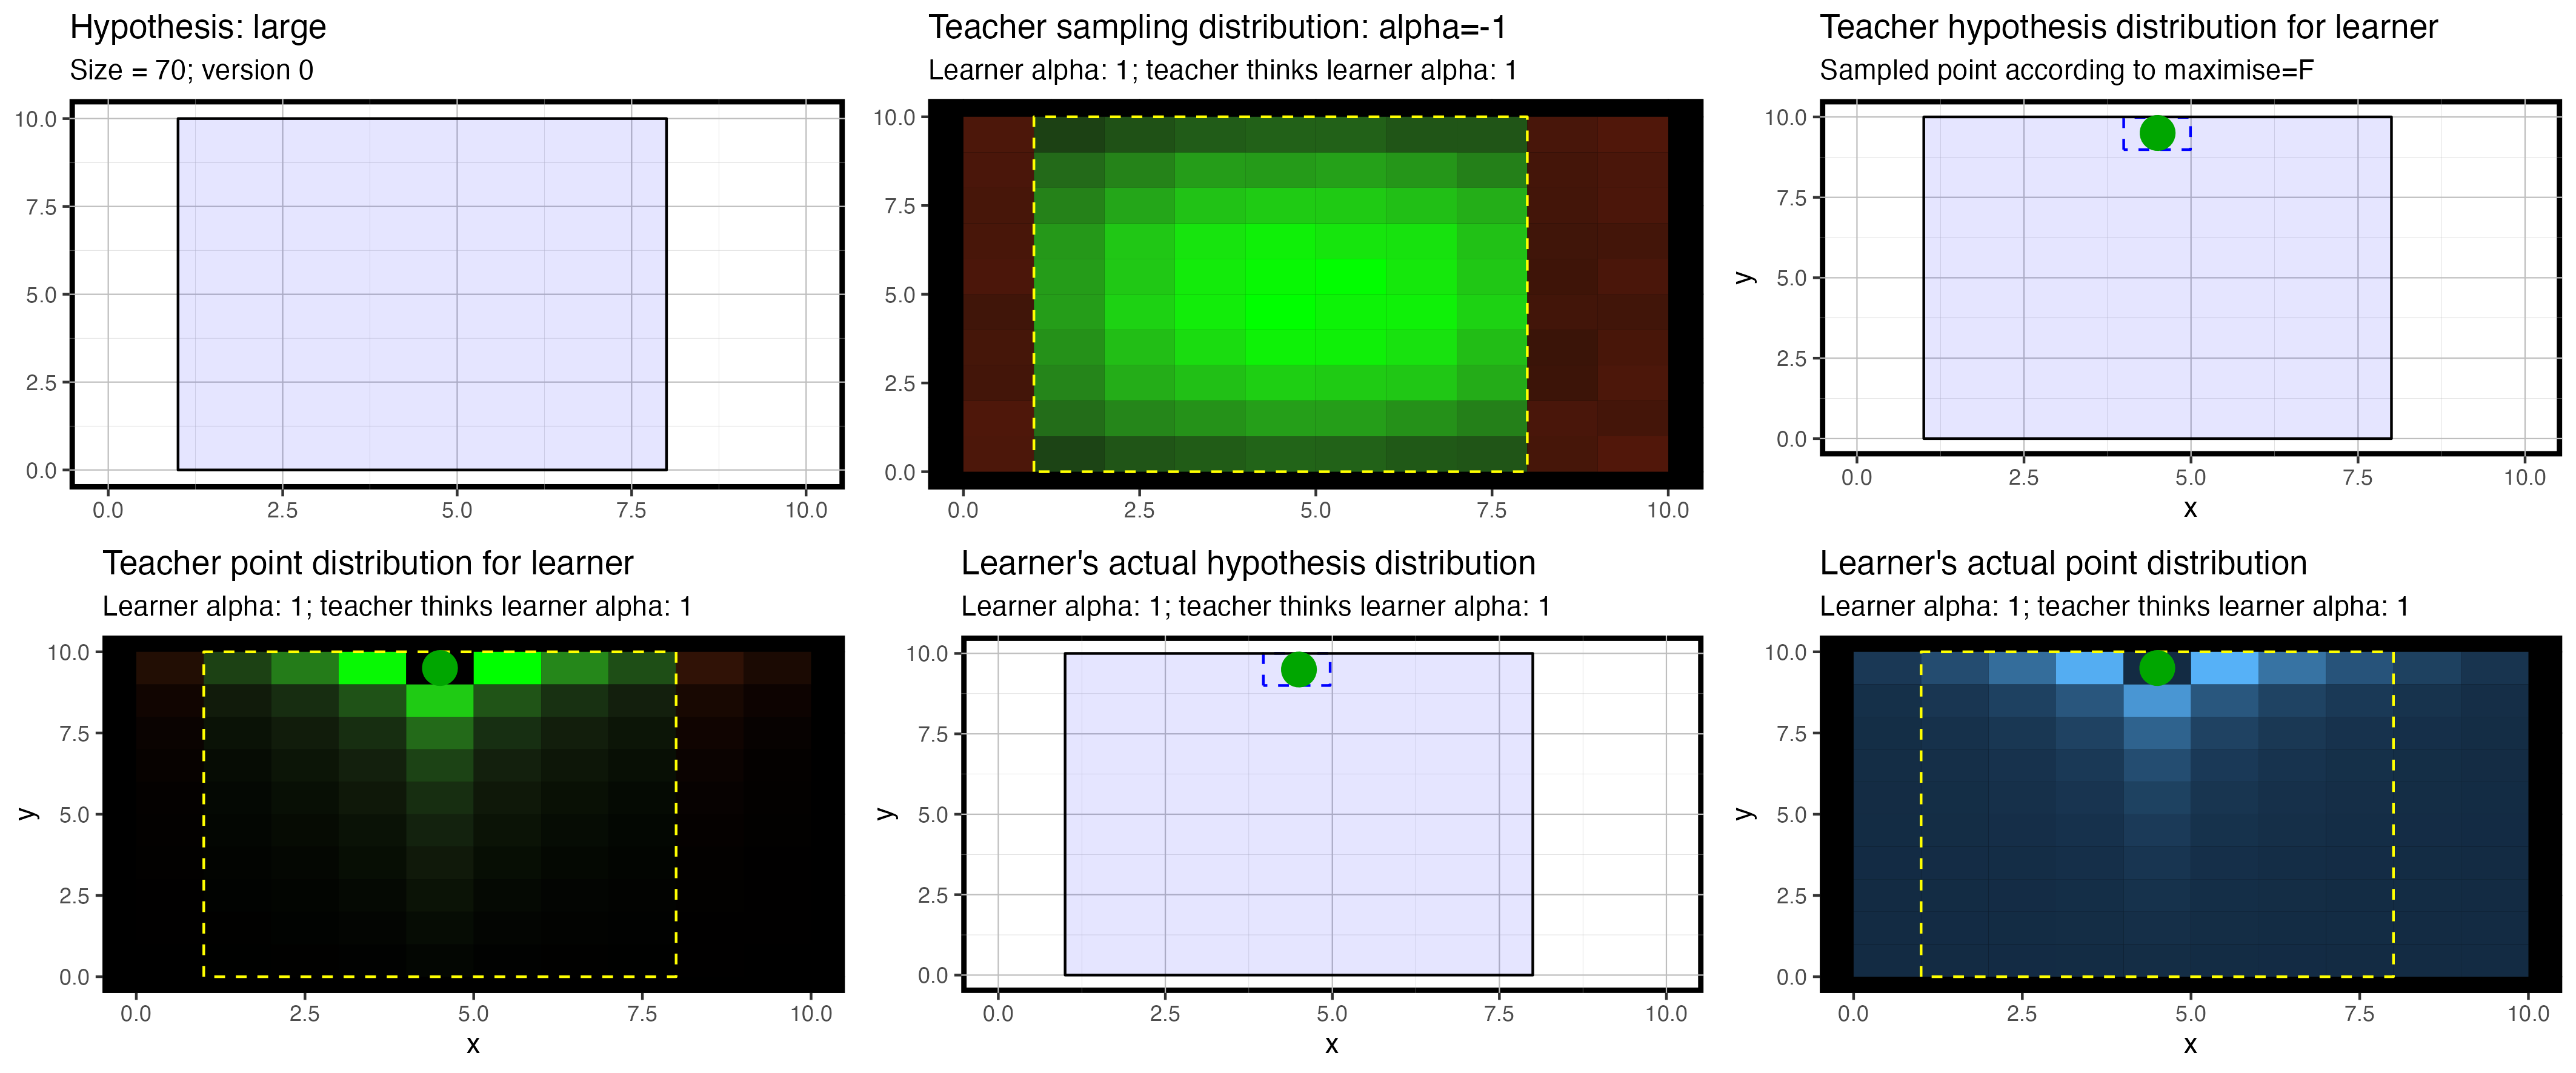 Hypothesis: large
Size = 70; version 0
10.0
7.5
5.0
2.5
0.0
0.0 2.5 5.0 7.5 10.0
Teacher sampling distribution: alpha=-1
Learner alpha: 1; teacher thinks learner alpha: 1
10.0
7.5
5.0
2.5
0.0
0.0 2.5 5.0 7.5 10.0
Teacher hypothesis distribution for learner
Sampled point according to maximise=F
10.0
7.5
y
5.0
2.5
0.0
0.0 2.5 5.0 7.5 10.0
x
Teacher point distribution for learner
Learner alpha: 1; teacher thinks learner alpha: 1
10.0
7.5
y
5.0
2.5
0.0
0.0 2.5 5.0 7.5 10.0
x
Learner's actual hypothesis distribution
Learner alpha: 1; teacher thinks learner alpha: 1
10.0
7.5
y
5.0
2.5
0.0
0.0 2.5 5.0 7.5 10.0
x
Learner's actual point distribution
Learner alpha: 1; teacher thinks learner alpha: 1
10.0
7.5
y
5.0
2.5
0.0
0.0 2.5 5.0 7.5 10.0
x